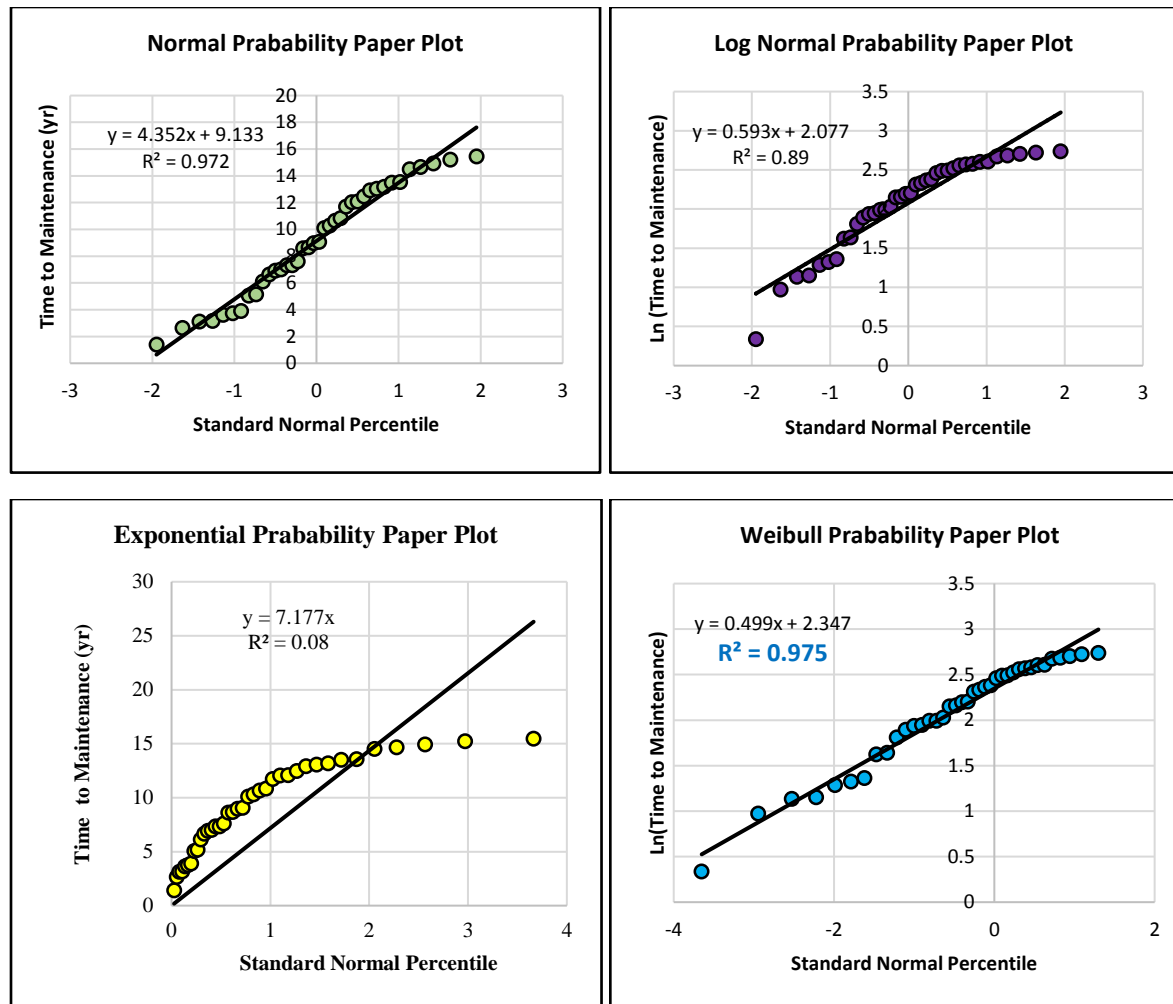 Normal Prabability Paper Plot
y = 4.352x + 9.133
R² = 0.972
Time to Maintenance (yr)
20
18
16
14
12
10
8
6
4
2
0
-3 -2 -1 0 1 2 3
Standard Normal Percentile
Log Normal Probability Paper Plot
y = 0.593x + 2.077
R² = 0.89
Ln (Time to Maintenance)
3.5
3
2.5
2
1.5
1
0.5
0
-3 -2 -1 0 1 2 3
Standard Normal Percentile
Exponential Prabability Paper Plot
y = 7.177x
R² = 0.08
Time to Maintenance (yr)
30
25
20
15
10
5
0
0 1 2 3 4
Standard Normal Percentile
Weibull Prabability Paper Plot
y = 0.499x + 2.347
R² = 0.975
Ln(Time to Maintenance)
3.5
3
2.5
2
1.5
1
0.5
0
-4 -2 0 2
Standard Normal Percentile